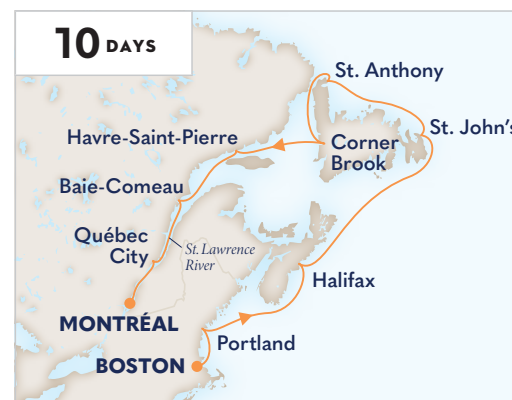 10 DAYS
St. Anthony
St. John's
Havre-Saint-Pierre
Corner
Brook
Baie-Comeau
Québec
City
St. Lawrence
River
Halifax
MONTRÉAL
Portland
BOSTON